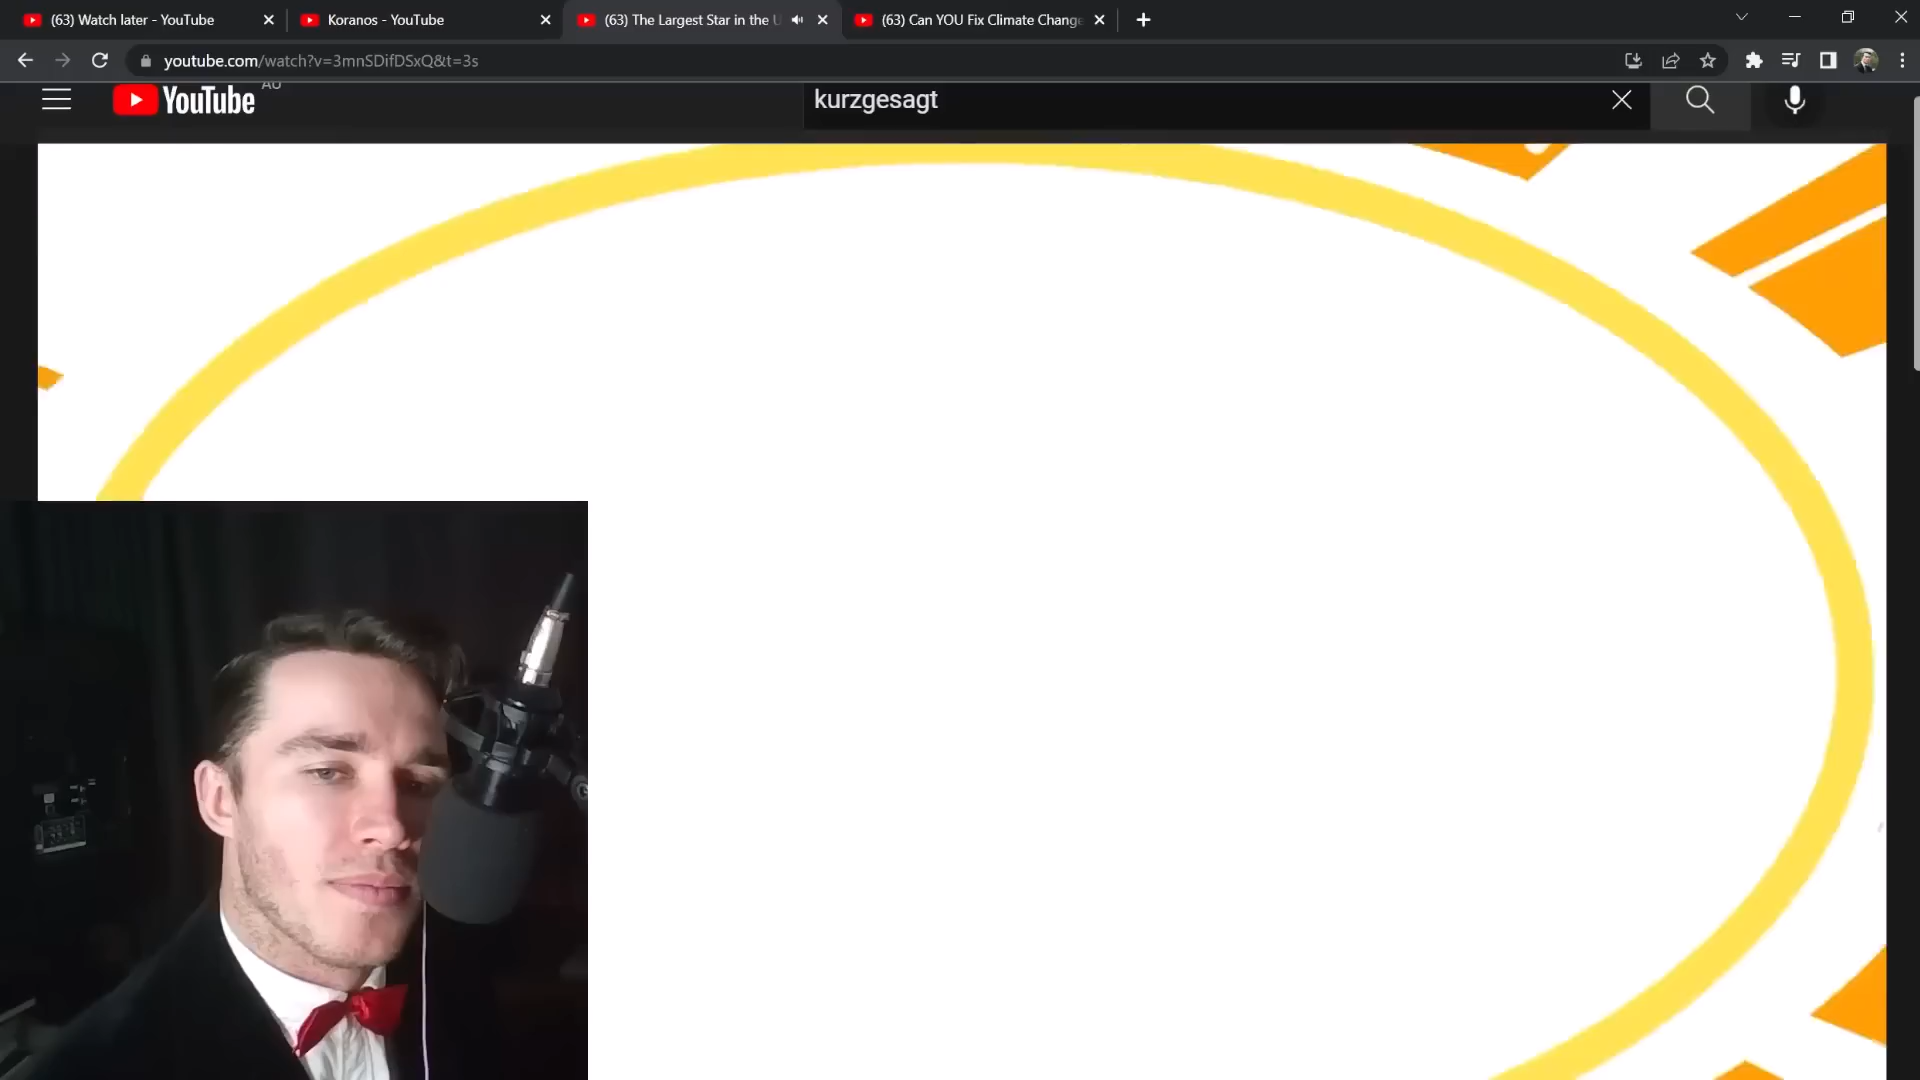 (63) Watch later - YouTube
Koranos - YouTube
(63) The Largest Star in the U
(63) Can YOU Fix Climate Change
youtube.com/watch?v=3mnSDifDSxQ&t=3s
YouTube
AU
kurzgesagt